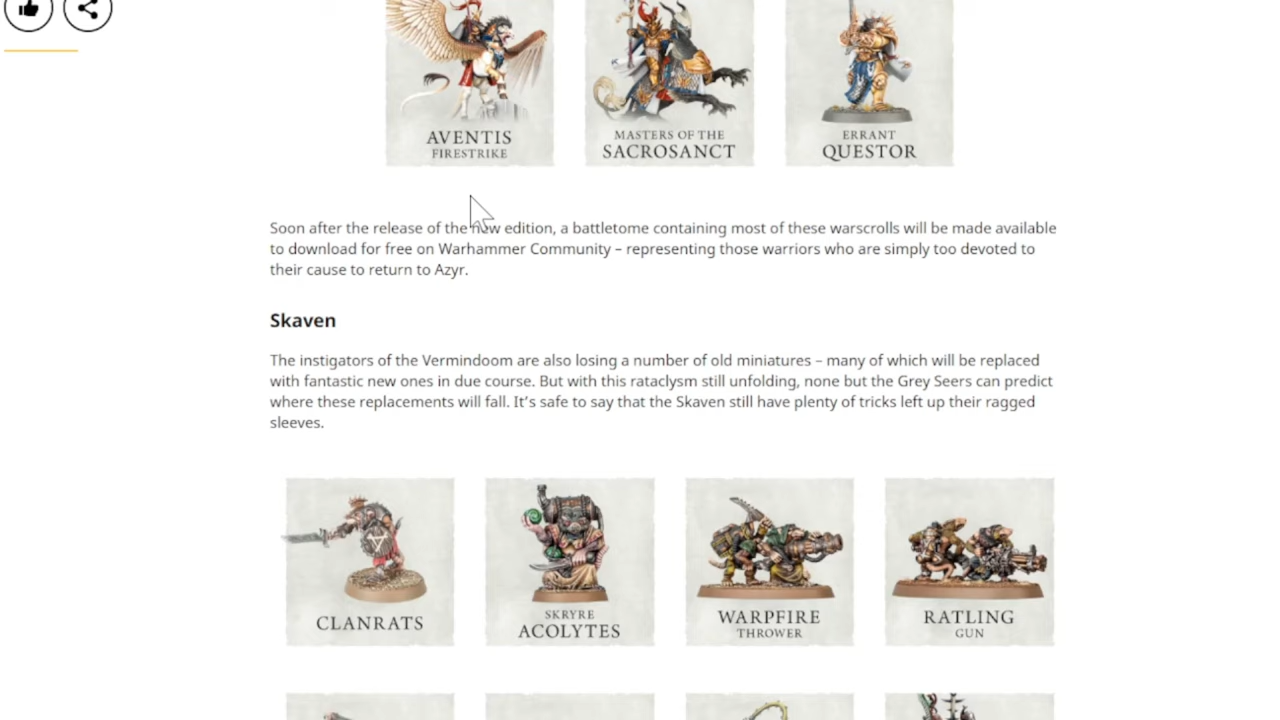 AVENTIS
FIRESTRIKE
MASTERS OF THE
SACROSANCT
ERRANT
QUESTOR
Soon after the release of the new edition, a battletome containing most of these warscrolls will be made available
to download for free on Warhammer Community – representing those warriors who are simply too devoted to
their cause to return to Azyr.
Skaven
The instigators of the Vermindoom are also losing a number of old miniatures – many of which will be replaced
with fantastic new ones in due course. But with this rataclysm still unfolding, none but the Grey Seers can predict
where these replacements will fall. It’s safe to say that the Skaven still have plenty of tricks left up their ragged
sleeves.
CLANRATS
SKRYRE
ACOLYTES
WARPFIRE
THROWER
RATLING
GUN